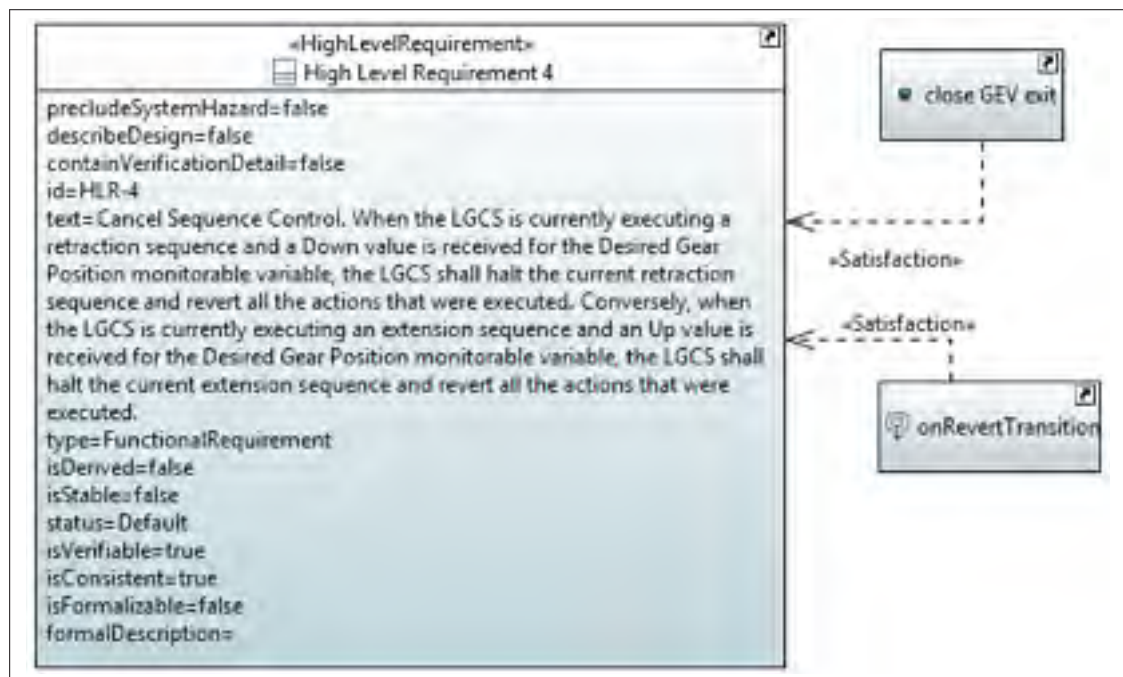 «HighLevelRequirement»
High Level Requirement 4
precludeSystemHazard=false
describeDesign=false
containVerificationDetail=false
id=HLR-4
text=Cancel Sequence Control. When the LGCS is currently executing a
retraction sequence and a Down value is received for the Desired Gear
Position monitorable variable, the LGCS shall halt the current retraction
sequence and revert all the actions that were executed. Conversely, when
the LGCS is currently executing an extension sequence and an Up value is
received for the Desired Gear Position monitorable variable, the LGCS shall
halt the current extension sequence and revert all the actions that were
executed.
type=FunctionalRequirement
isDerived=false
isStable=false
status=Default
isVerifiable=true
isConsistent=true
isFormalizable=false
formalDescription=
close GEV exit
«Satisfaction»
«Satisfaction»
onRevertTransition